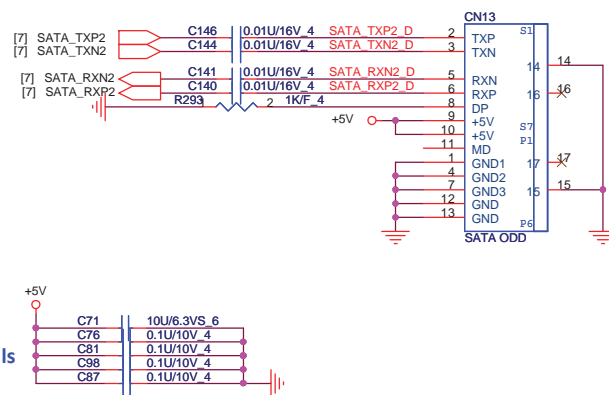 CN13
[7] SATA_TXP2 C146 0.01U/16V_4 SATA_TXP2_D 2 TXP S1
[7] SATA_TXN2 C144 0.01U/16V_4 SATA_TXN2_D 3 TXN
14 14
[7] SATA_RXN2 C141 0.01U/16V_4 SATA_RXN2_D 5 RXN
[7] SATA_RXP2 C140 0.01U/16V_4 SATA_RXP2_D 6 RXP 16 16
R293 1 2 1K/F_4 8 DP
+5V 9 +5V S7
10 +5V P1
11 MD
1 GND1 17 17
4 GND2
7 GND3 15 15
12 GND
13 GND P6
SATA ODD
+5V
C71 10U/6.3VS_6
C76 0.1U/10V_4
C81 0.1U/10V_4
ls
C98 0.1U/10V_4
C87 0.1U/10V_4